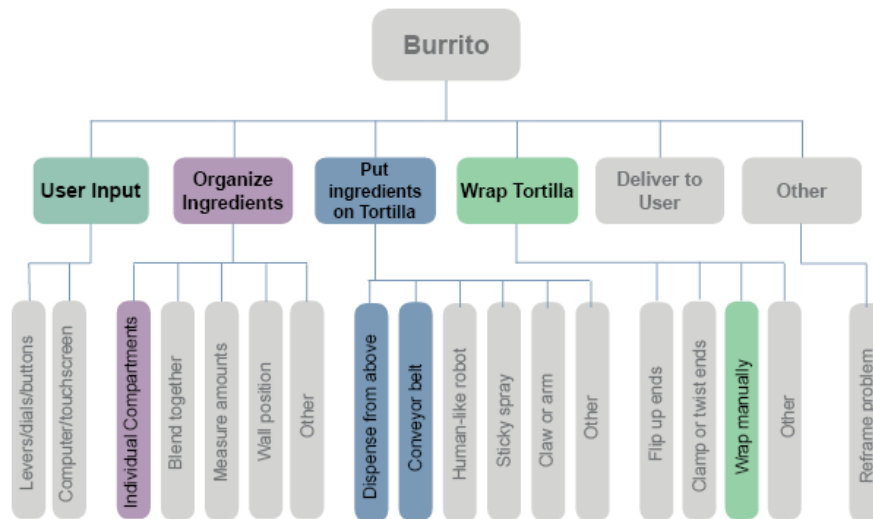 Burrito
User Input
Organize
Ingredients
Put
ingredients
on Tortilla
Wrap Tortilla
Deliver to
User
Other
Levers/dials/buttons
Computer/touchscreen
Individual Compartments
Blend together
Measure amounts
Wall position
Other
Dispense from above
Conveyor belt
Human-like robot
Sticky spray
Claw or arm
Other
Flip up ends
Clamp or twist ends
Wrap manually
Other
Reframe problem